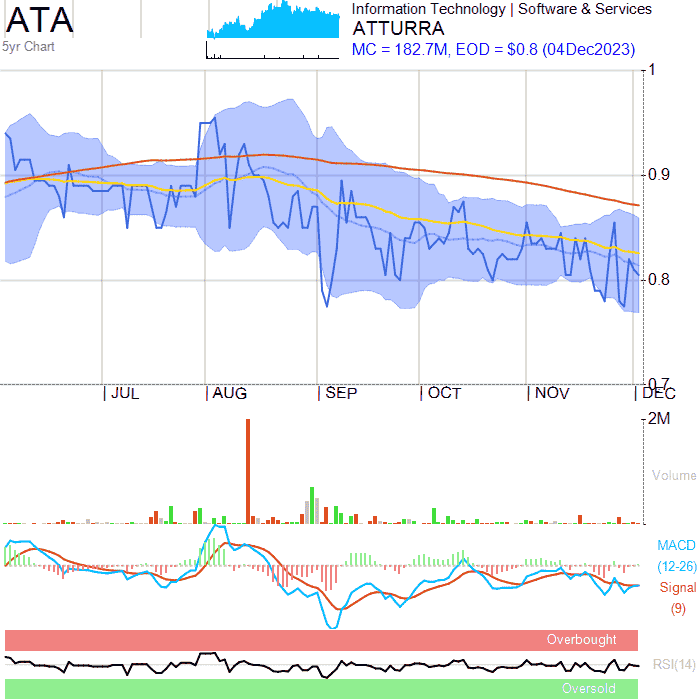 ATA
5yr Chart
Information Technology | Software & Services
ATTURRA
MC = 182.7M, EOD = $0.8 (04Dec2023)
1
0.9
0.8
0.7
JUL AUG SEP OCT NOV DEC
2M
Volume
MACD
(12-26)
Signal
(9)
Overbought
RSI(14)
Oversold